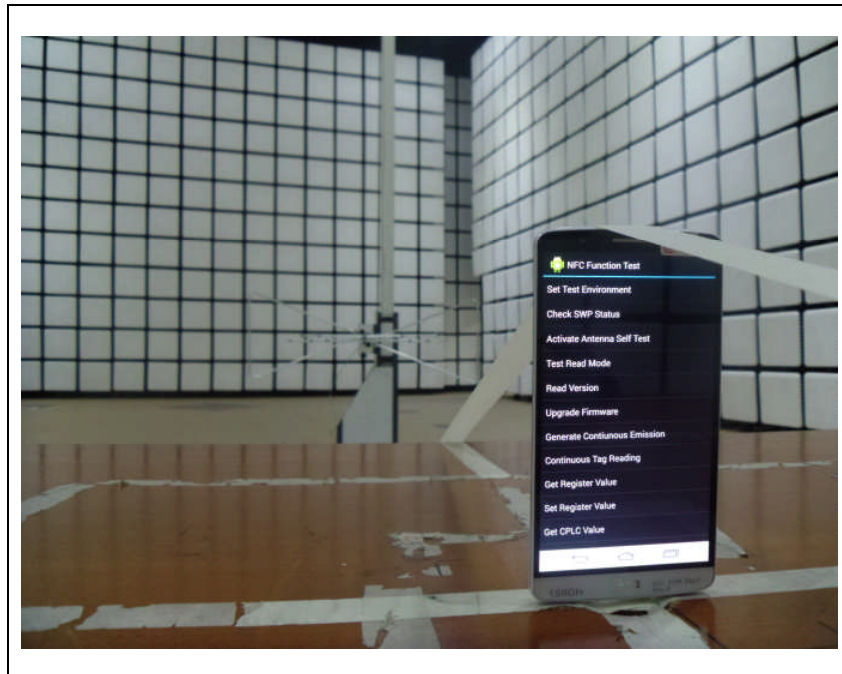 NFC Function Test
Set Test Environment
Check SWP Status
Activate Antenna Self Test
Test Read Mode
Read Version
Upgrade Firmware
Generate Contiunous Emission
Continuous Tag Reading
Get Register Value
Set Register Value
Get CPLC Value